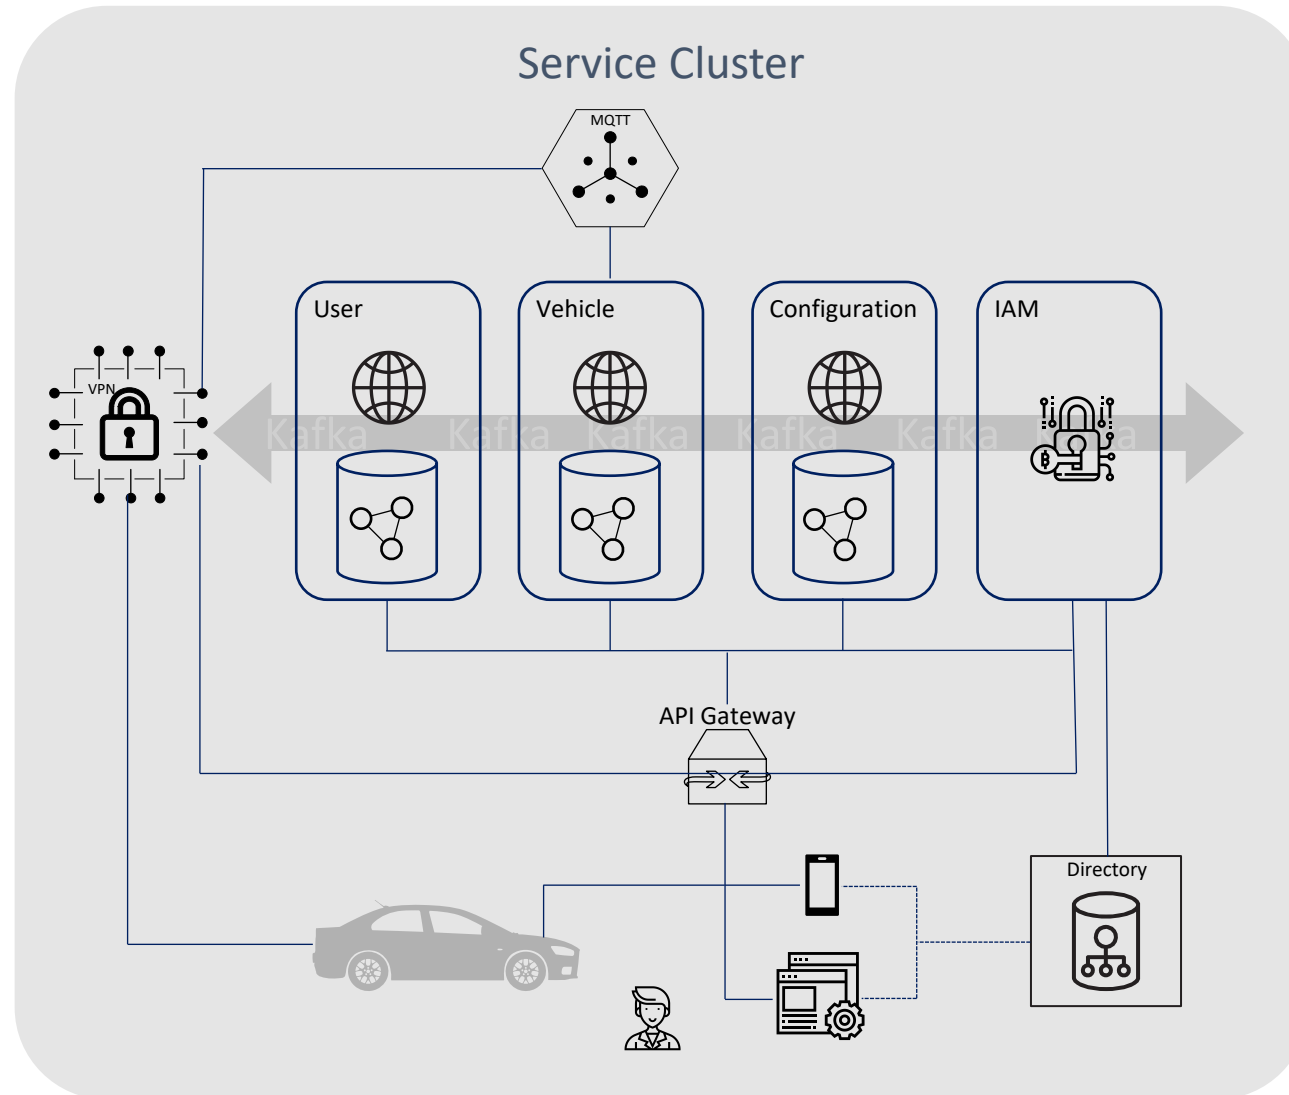 Service Cluster
MQTT
User
Vehicle
Configuration
IAM
VPN
Kafka Kafka Kafka Kafka Kafka
API Gateway
Directory